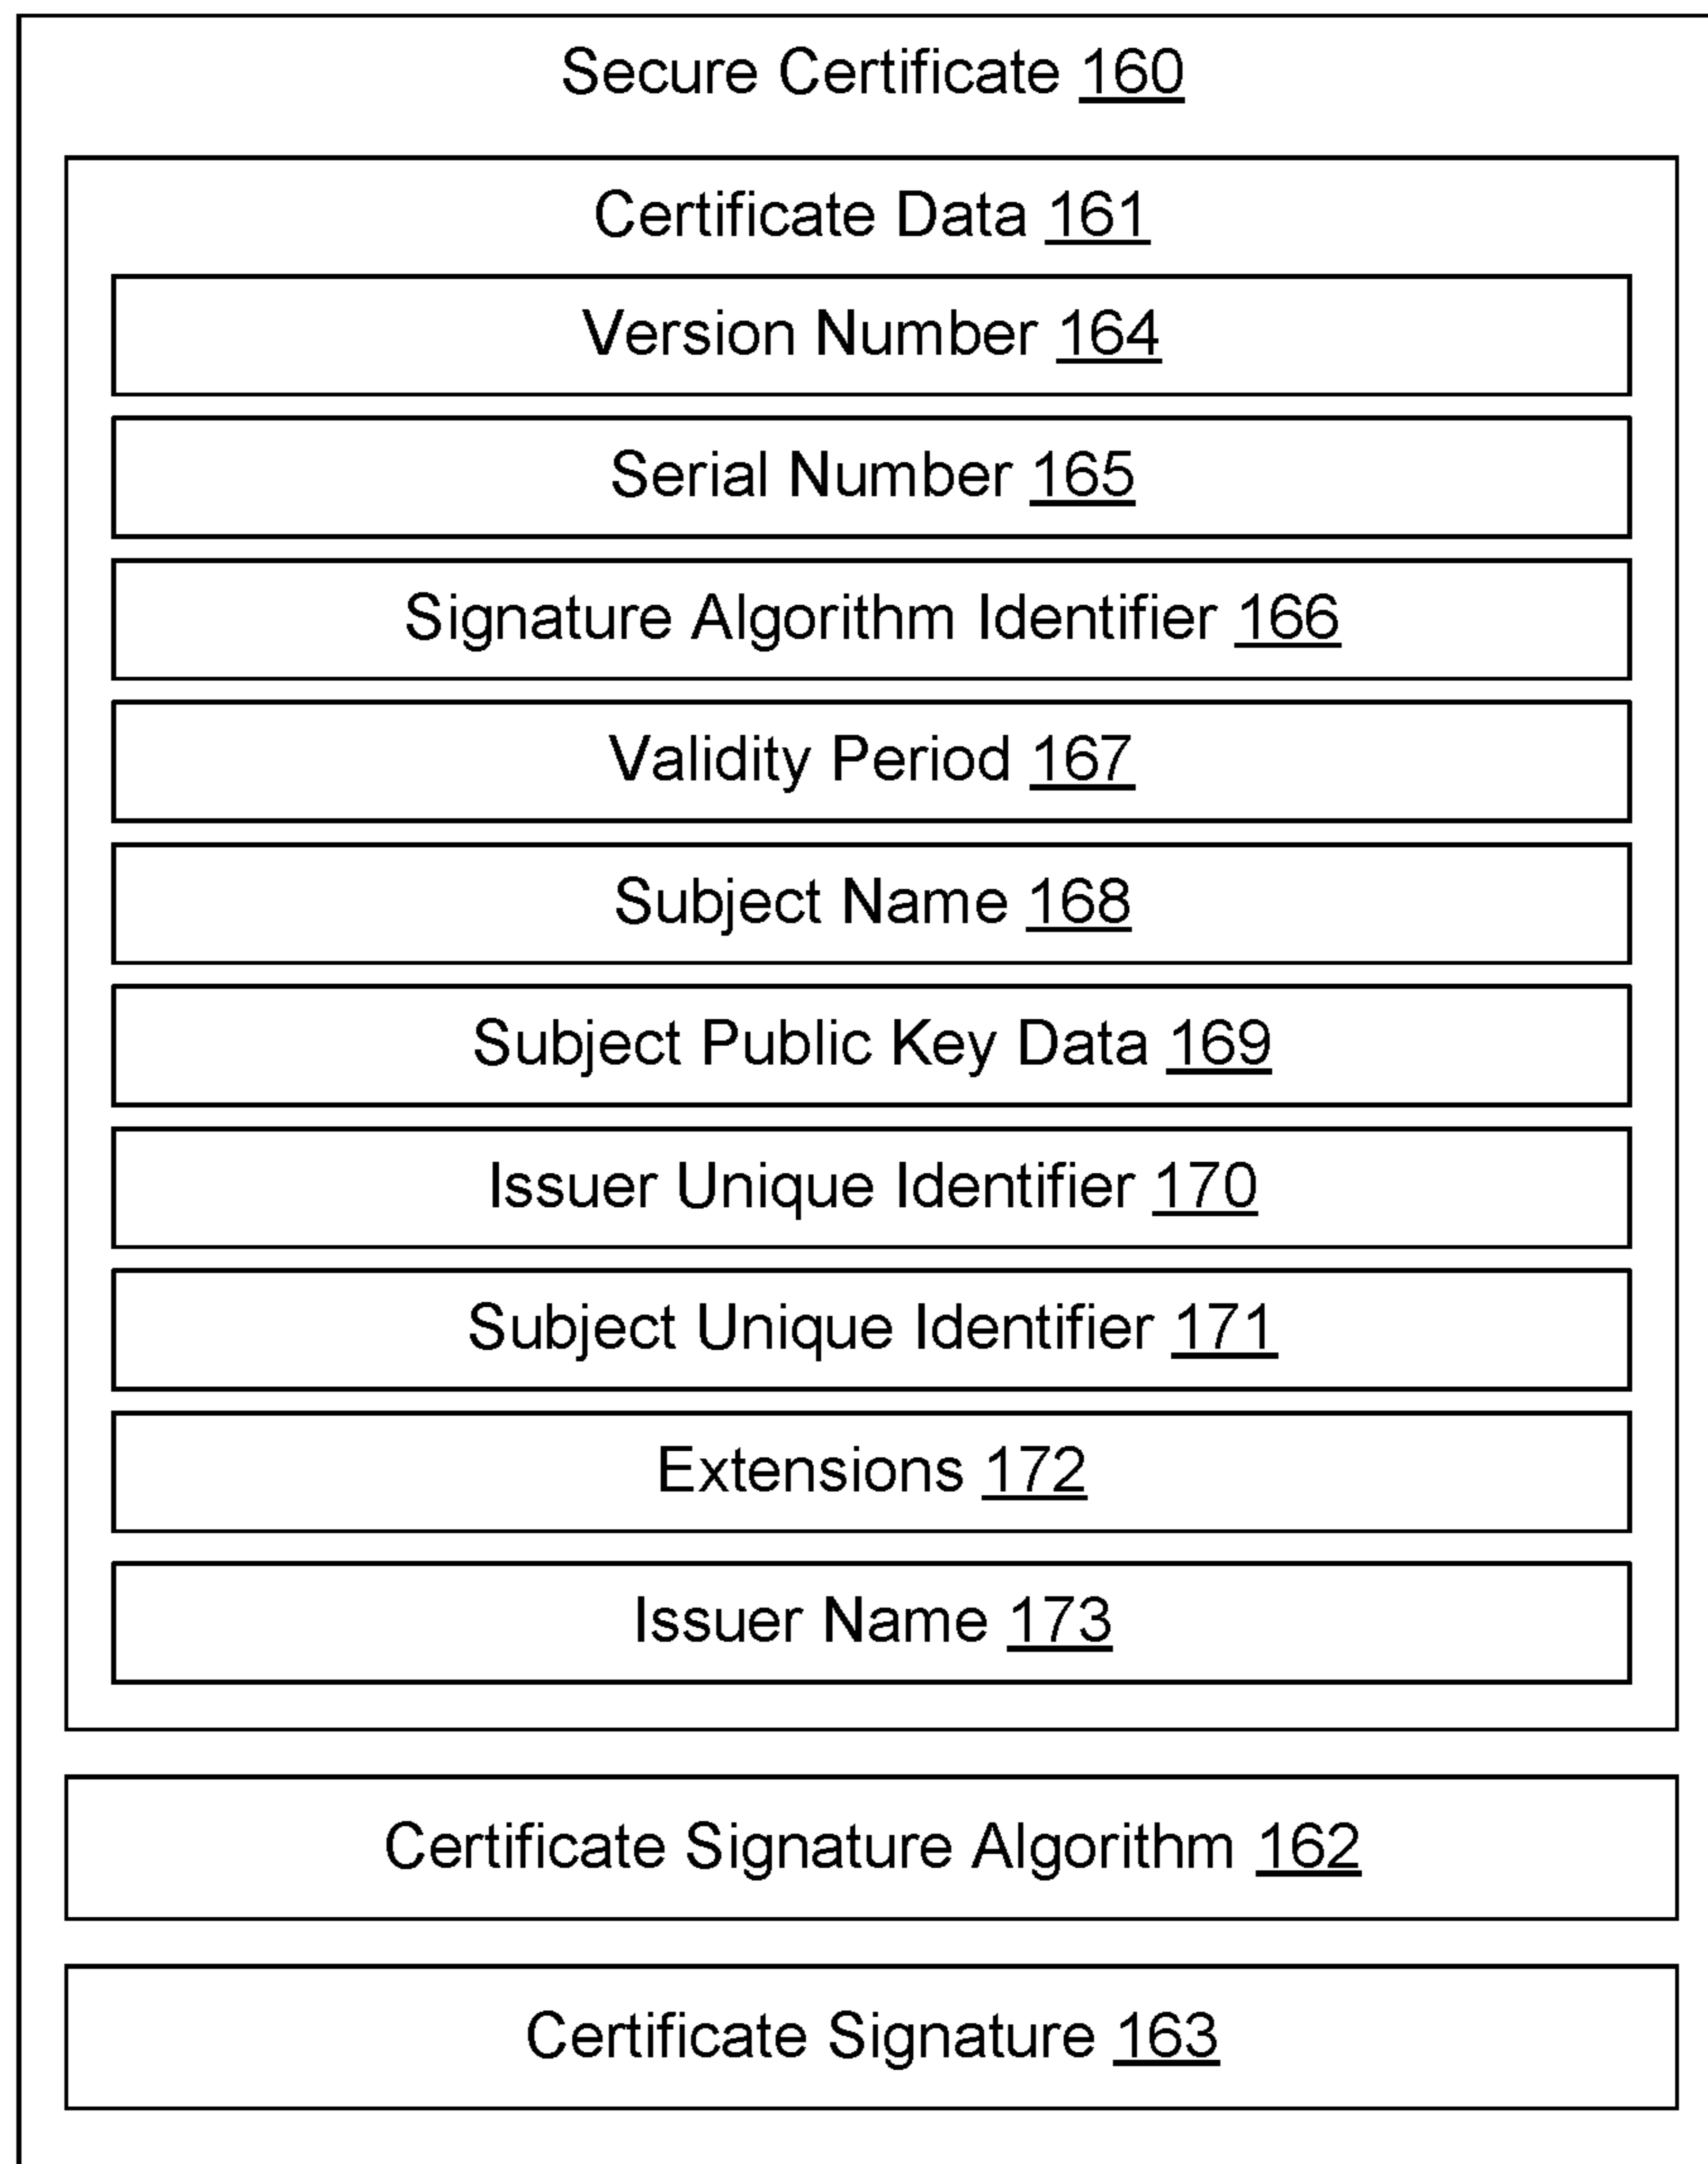 Secure Certificate 160
Certificate Data 161
Version Number 164
Serial Number 165
Signature Algorithm Identifier 166
Validity Period 167
Subject Name 168
Subject Public Key Data 169
Issuer Unique Identifier 170
Subject Unique Identifier 171
Extensions 172
Issuer Name 173
Certificate Signature Algorithm 162
Certificate Signature 163